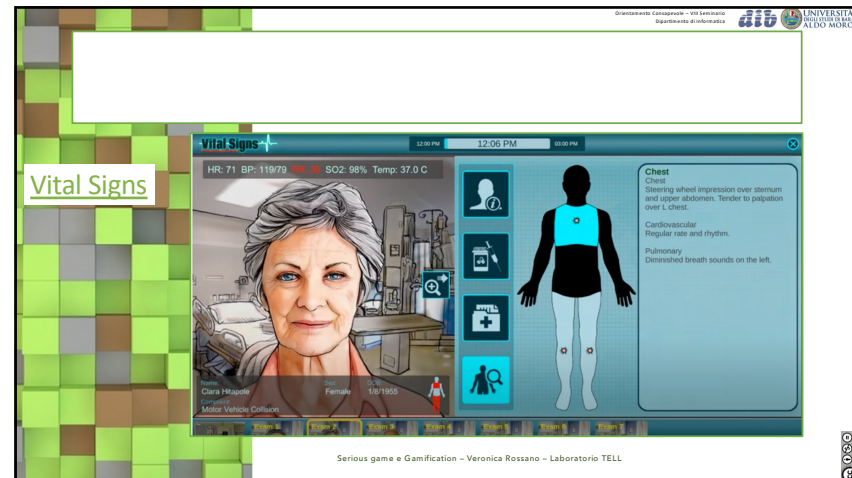 Orientamento Consapevole – VIII Seminario
Dipartimento di Informatica
dib
UNIVERSITÀ
DEGLI STUDI DI BARI
ALDO MORO
Vital Signs
Vital Signs
12:00 PM
12:06 PM
03:00 PM
HR: 71 BP: 119/79 SO2: 98% Temp: 37.0 C
Chest
Chest
Steering wheel impression over sternum
and upper abdomen. Tender to palpation
over L chest.
Cardiovascular
Regular rate and rhythm.
Pulmonary
Diminished breath sounds on the left.
Name
Sex
DOB
Clara Hitapole
Female
1/8/1955
Complaint
Motor Vehicle Collision
Exam 1
Exam 2
Exam 3
Exam 4
Exam 5
Exam 6
Exam 7
Serious game e Gamification – Veronica Rossano – Laboratorio TELL